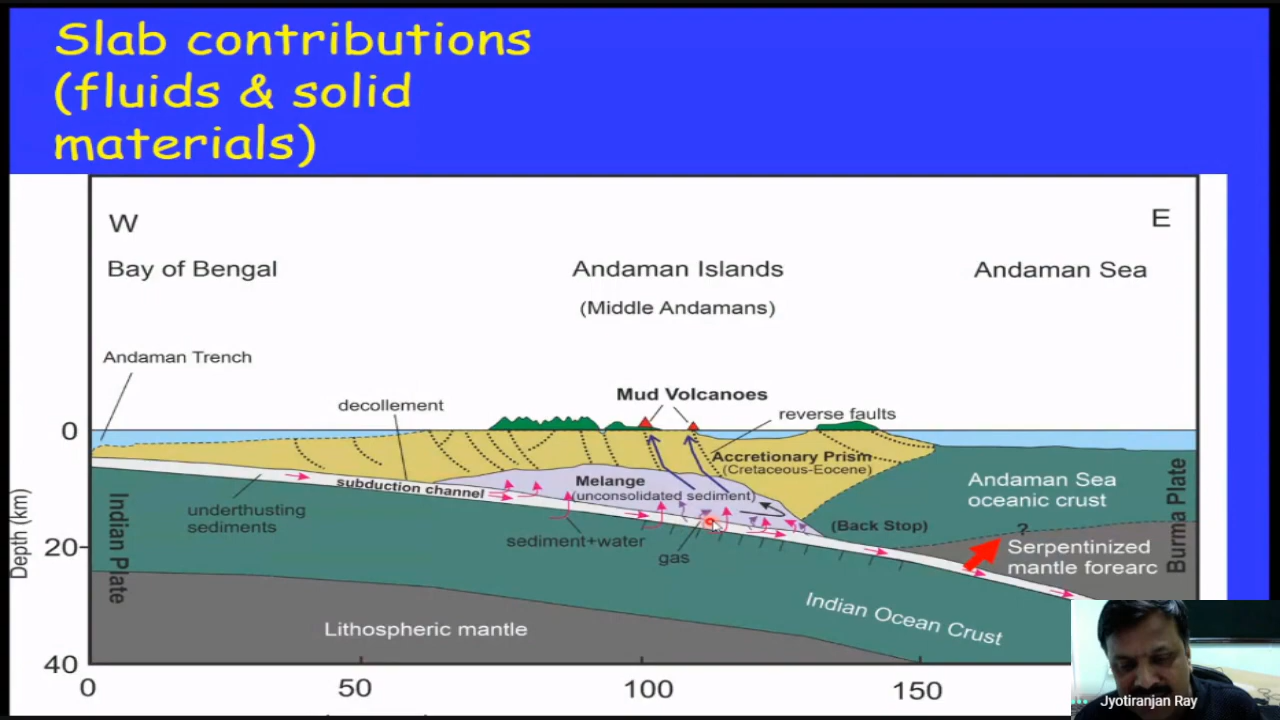 Slab contributions
(fluids & solid
materials)
W
E
Bay of Bengal
Andaman Islands
Andaman Sea
(Middle Andamans)
Andaman Trench
Mud Volcanoes
decollement
reverse faults
0
Accretionary Prism
(Cretaceous-Eocene)
Melange
(unconsolidated sediment)
subduction channel
Andaman Sea
oceanic crust
underthusting
sediments
(Back Stop)
sediment+water
gas
?
Serpentinized
mantle forearc
Indian Plate
Burma Plate
Depth (km)
20
Indian Ocean Crust
Lithospheric mantle
40
0
50
100
150
Jyotiranjan Ray